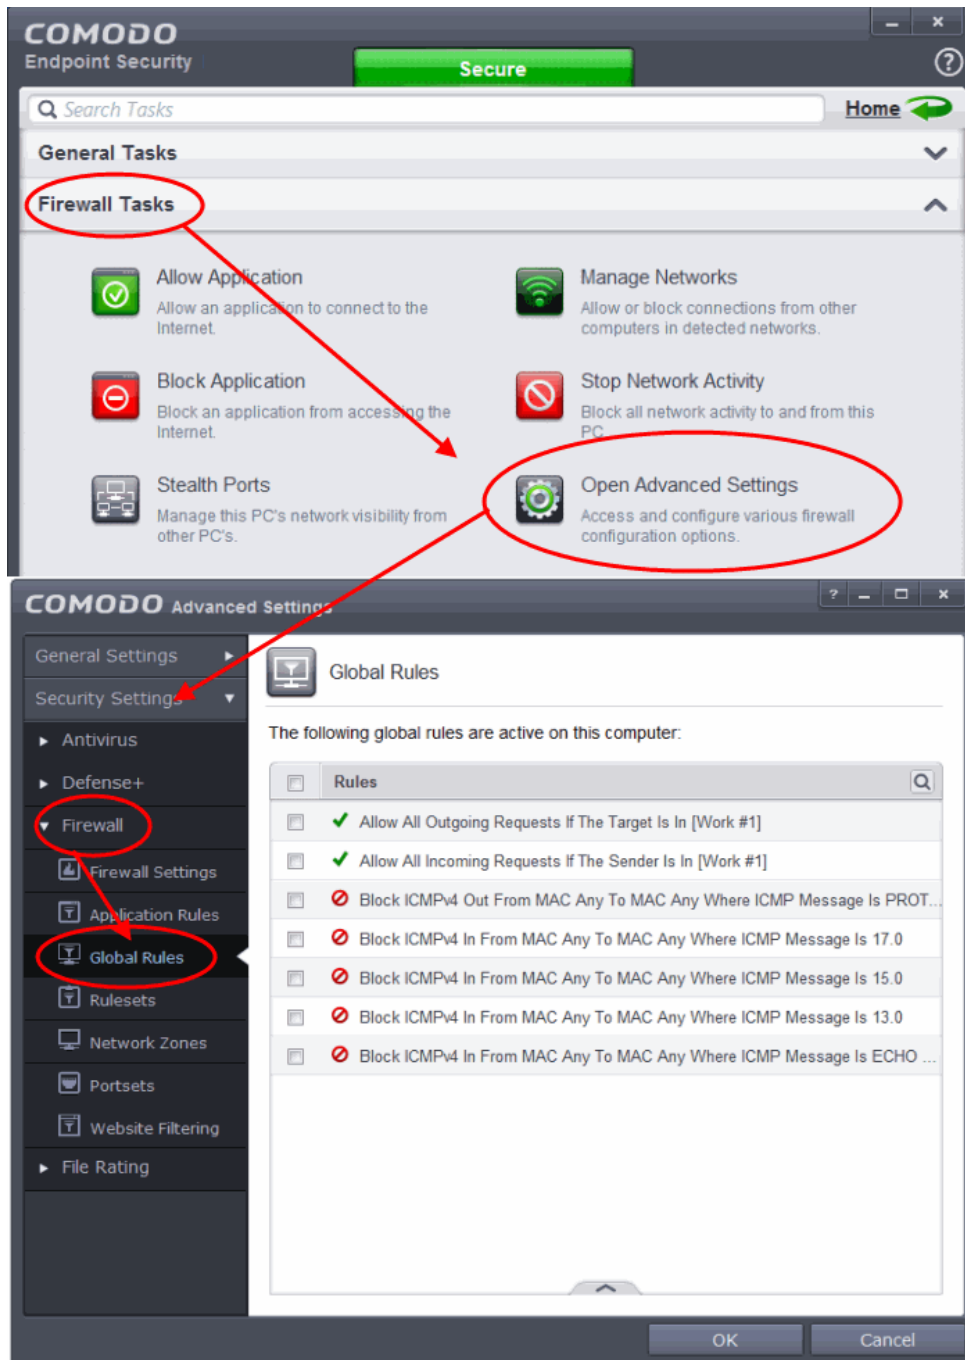 COMODO
Endpoint Security
Secure
?
Search Tasks
Home
General Tasks
Firewall Tasks
Allow Application
Allow an application to connect to the
Internet.
Manage Networks
Allow or block connections from other
computers in detected networks.
Block Application
Block an application from accessing the
Internet.
Stop Network Activity
Block all network activity to and from this
PC
Stealth Ports
Manage this PC's network visibility from
other PC's.
Open Advanced Settings
Access and configure various firewall
configuration options.
COMODO Advanced Settings
?
General Settings
Security Settings
Antivirus
Defense+
Firewall
Firewall Settings
Application Rules
Global Rules
Rulesets
Network Zones
Portsets
Website Filtering
File Rating
Global Rules
The following global rules are active on this computer:
Rules
Allow All Outgoing Requests If The Target Is In [Work #1]
Allow All Incoming Requests If The Sender Is In [Work #1]
Block ICMPv4 Out From MAC Any To MAC Any Where ICMP Message Is PROT...
Block ICMPv4 In From MAC Any To MAC Any Where ICMP Message Is 17.0
Block ICMPv4 In From MAC Any To MAC Any Where ICMP Message Is 15.0
Block ICMPv4 In From MAC Any To MAC Any Where ICMP Message Is 13.0
Block ICMPv4 In From MAC Any To MAC Any Where ICMP Message Is ECHO ...
OK
Cancel